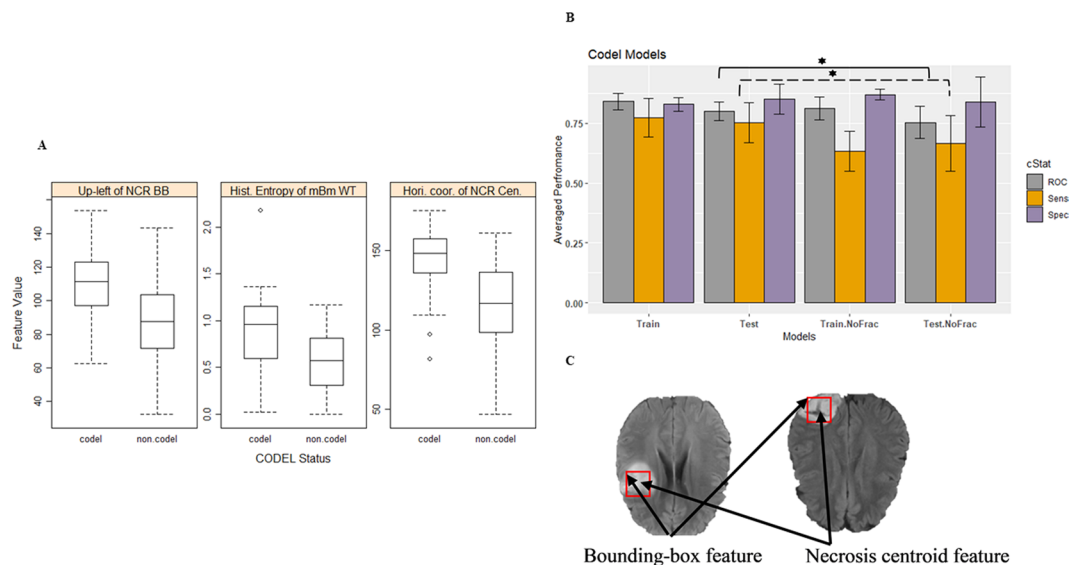 A
Up-left of NCR BB
Hist. Entropy of mBm WT
Hori. coor. of NCR Cen.
Feature Value
140
120
100
80
60
40
2.0
1.5
1.0
0.5
0.0
150
100
50
codel
non.codel
codel
non.codel
codel
non.codel
CODEL Status
B
Codel Models
*
*
Averaged Perfromance
0.75
0.50
0.25
0.00
Train
Test
Train.NoFrac
Test.NoFrac
Models
cStat
ROC
Sens
Spec
C
Bounding-box feature
Necrosis centroid feature